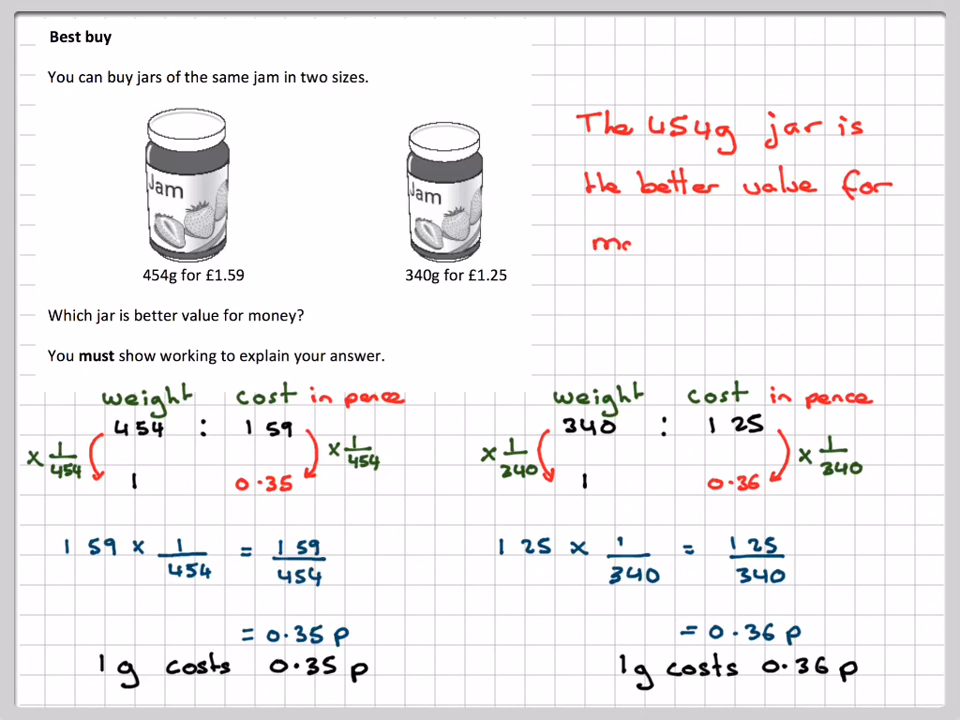 Best buy
You can buy jars of the same jam in two sizes.
Jam
Jam
454g for £1.59
340g for £1.25
Which jar is better value for money?
You must show working to explain your answer.
The 454g jar is
the better value for
mo
weight cost in pence
454 : 159
× 1/454
× 1/454
1 0.35
159 × 1/454 = 159/454
= 0.35 p
1g costs 0.35 p
weight cost in pence
340 : 125
× 1/340
× 1/340
1 0.36
125 × 1/340 = 125/340
= 0.36 p
1g costs 0.36 p